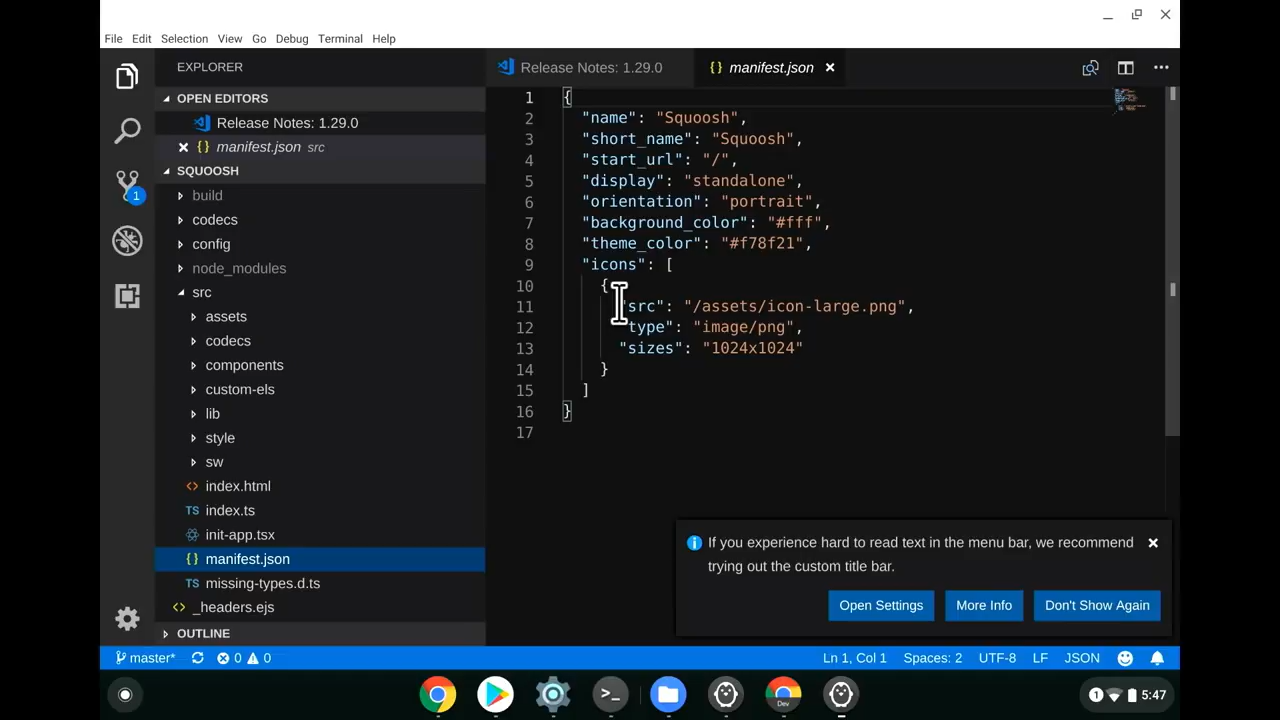 File Edit Selection View Go Debug Terminal Help
EXPLORER
OPEN EDITORS
Release Notes: 1.29.0
{ } manifest.json src
SQUOOSH
build
codecs
config
node_modules
src
assets
codecs
components
custom-els
lib
style
sw
<> index.html
TS index.ts
init-app.tsx
{ } manifest.json
TS missing-types.d.ts
<> _headers.ejs
OUTLINE
1
Release Notes: 1.29.0
{ } manifest.json
1 {
2 "name": "Squoosh",
3 "short_name": "Squoosh",
4 "start_url": "/",
5 "display": "standalone",
6 "orientation": "portrait",
7 "background_color": "#fff",
8 "theme_color": "#f78f21",
9 "icons": [
10 {
11 "src": "/assets/icon-large.png",
12 "type": "image/png",
13 "sizes": "1024x1024"
14 }
15 ]
16 }
17
If you experience hard to read text in the menu bar, we recommend
trying out the custom title bar.
Open Settings More Info Don't Show Again
master* 0 0 Ln 1, Col 1 Spaces: 2 UTF-8 LF JSON
Dev
1 5:47